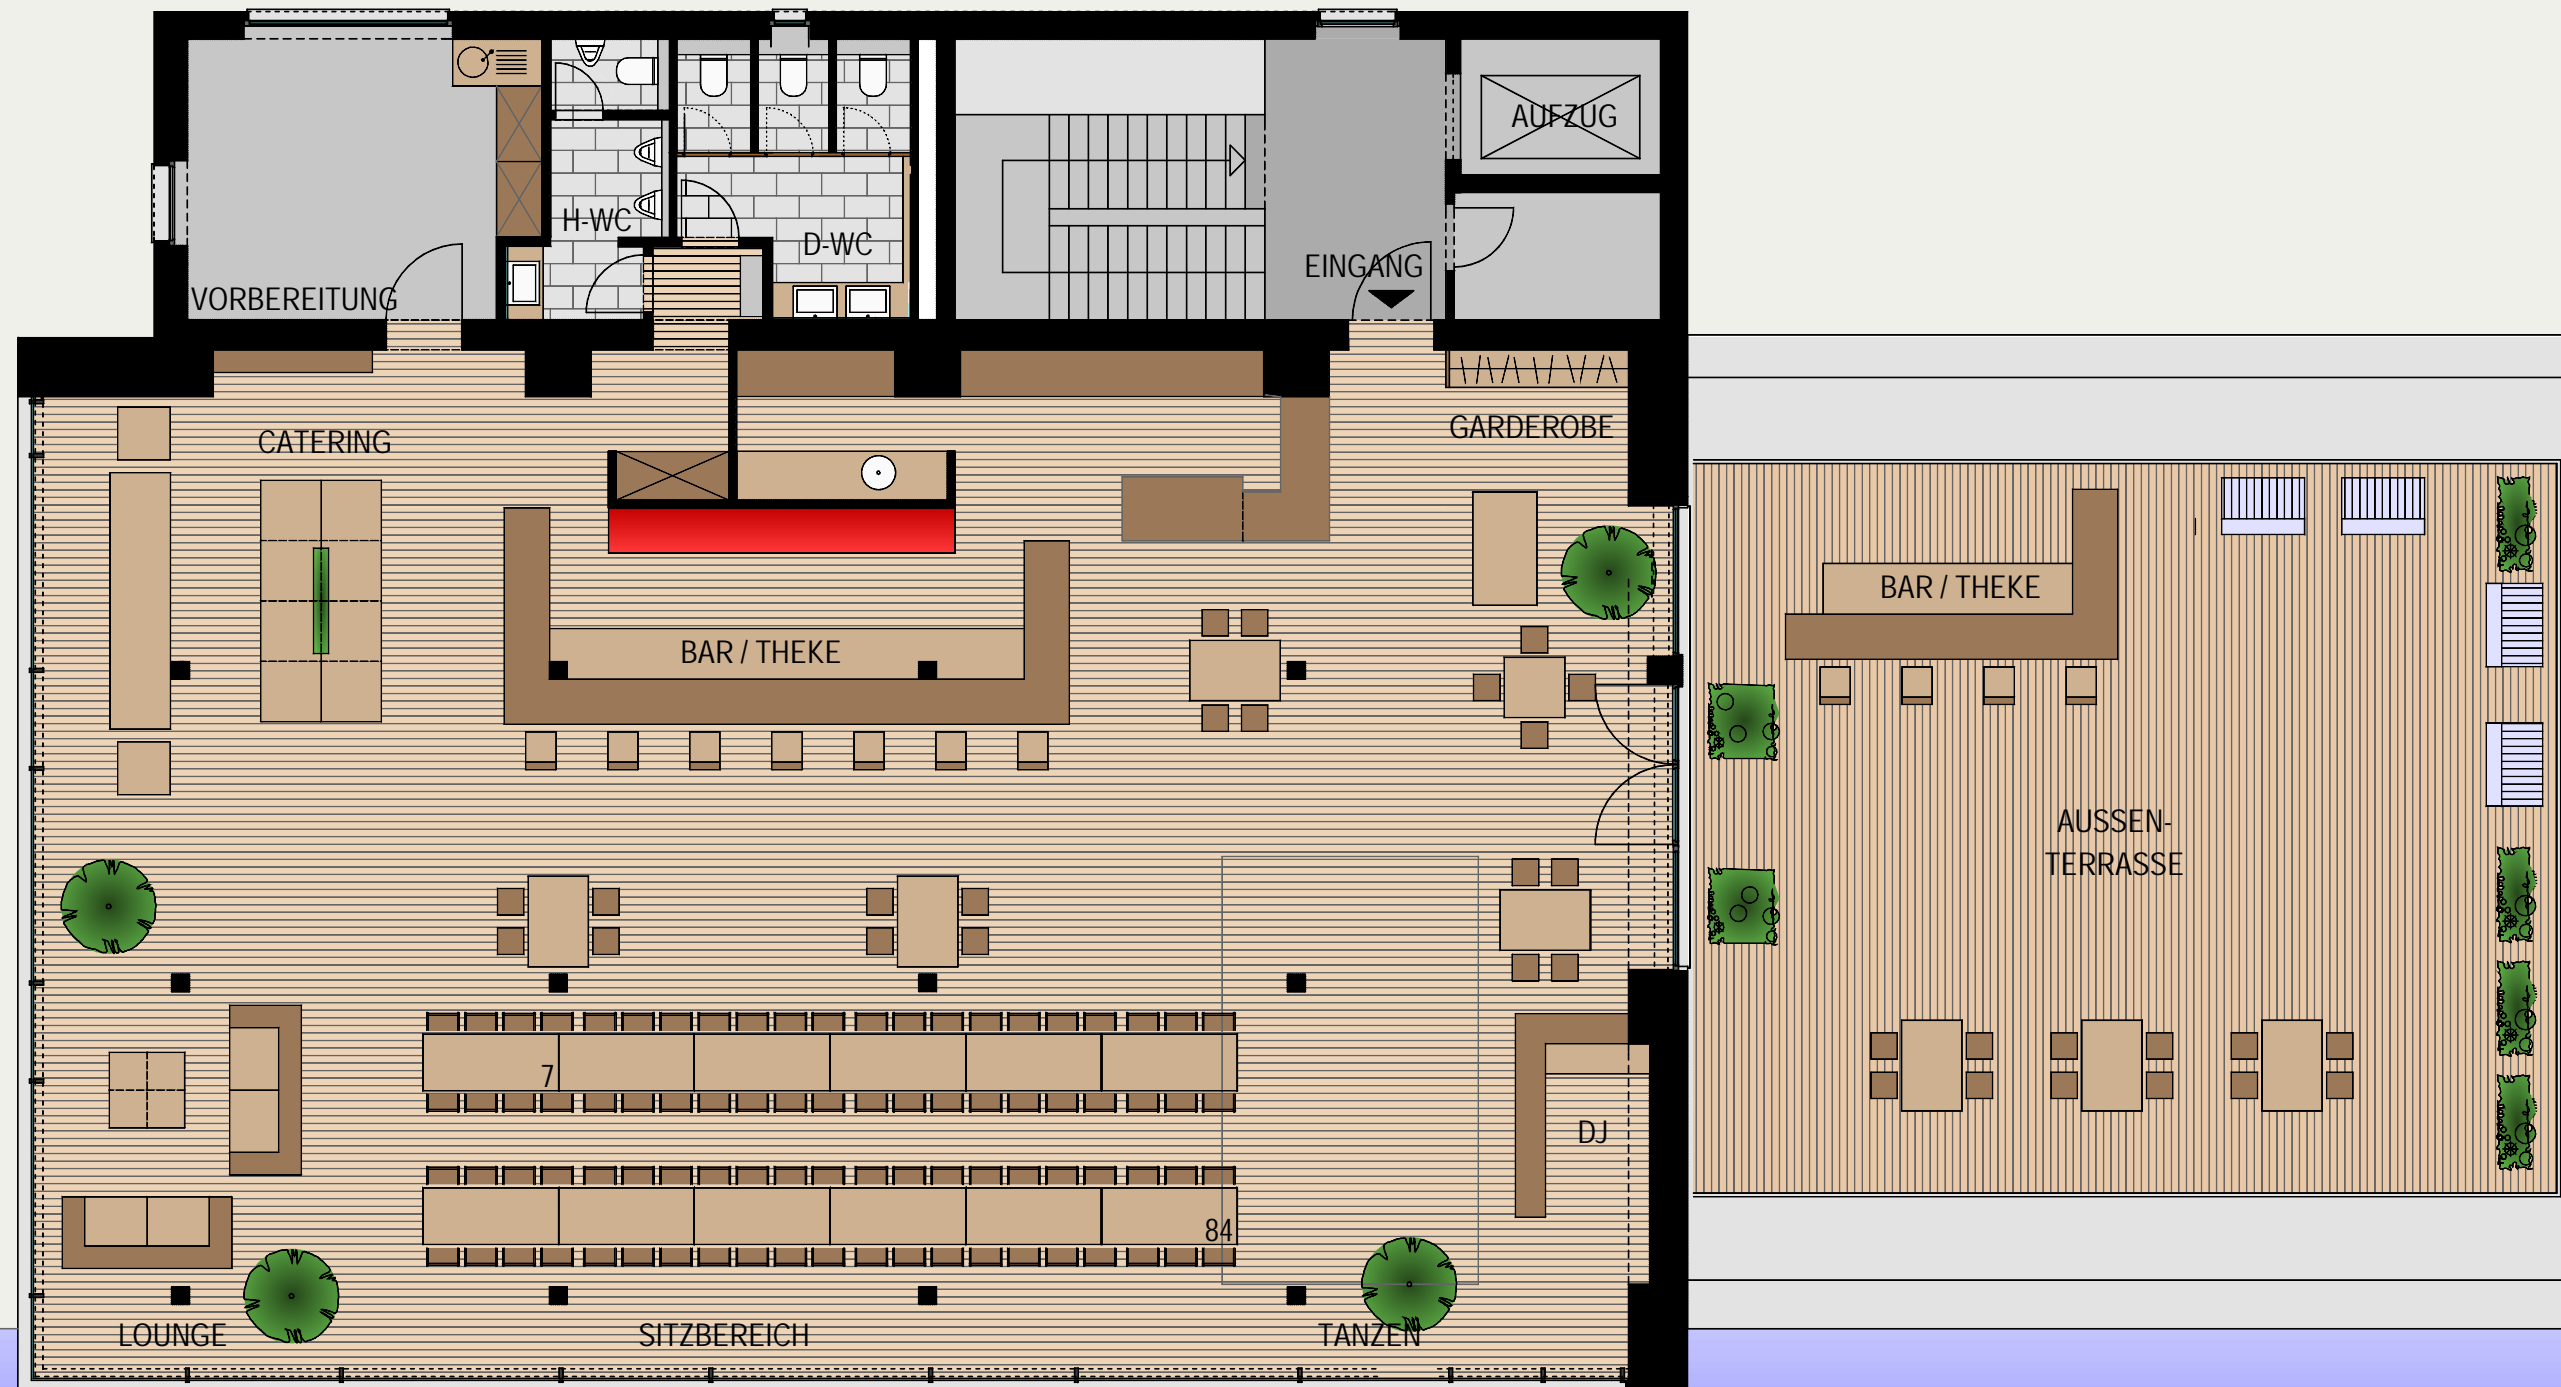 AUFZUG
H-WC
D-WC
EINGANG
VORBEREITUNG
CATERING
GARDEROBE
BAR / THEKE
BAR / THEKE
AUSSEN-
TERRASSE
7
DJ
84
LOUNGE
SITZBEREICH
TANZEN